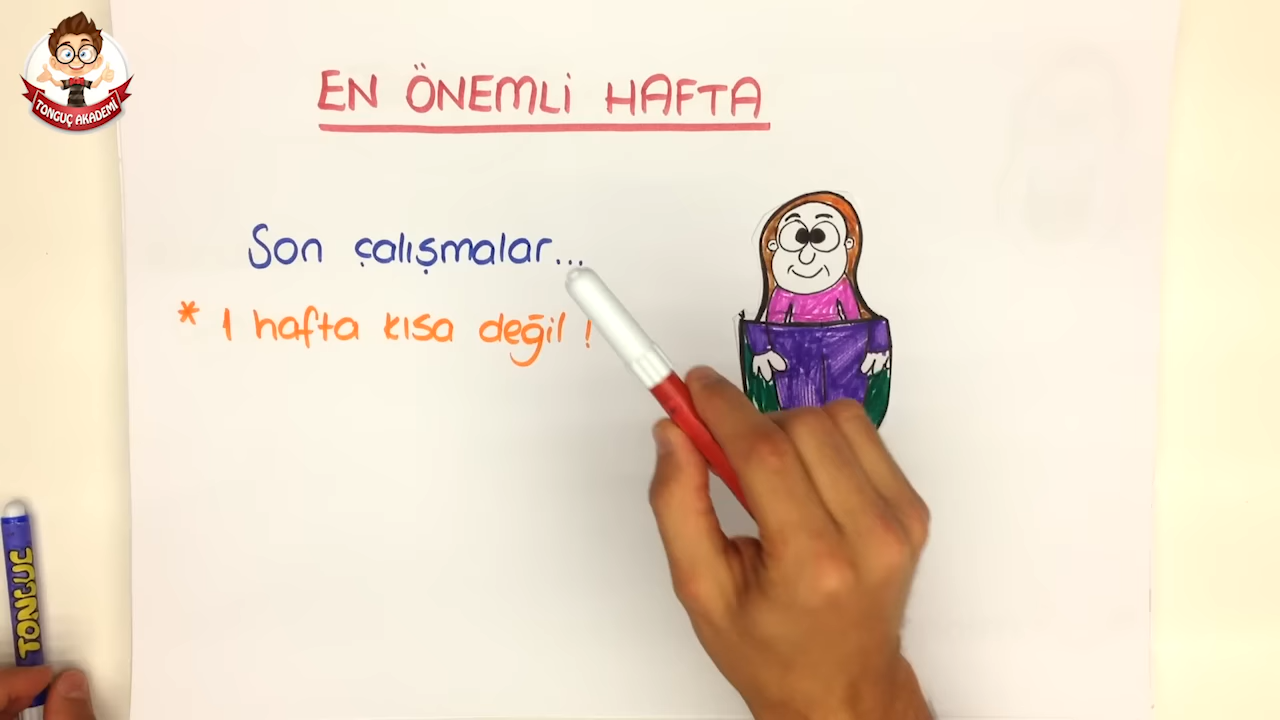 TONGUÇ AKADEMİ
EN ÖNEMLİ HAFTA
Son çalışmalar...
* 1 hafta kısa değil !
TONGUÇ